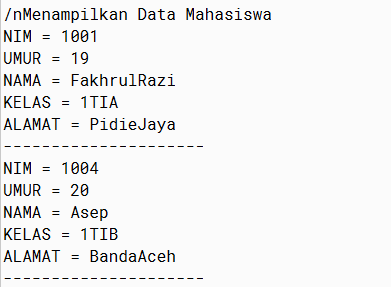 /nMenampilkan Data Mahasiswa
NIM = 1001
UMUR = 19
NAMA = FakhrulRazi
KELAS = 1TIA
ALAMAT = PidieJaya
---------------------
NIM = 1004
UMUR = 20
NAMA = Asep
KELAS = 1TIB
ALAMAT = BandaAceh
---------------------